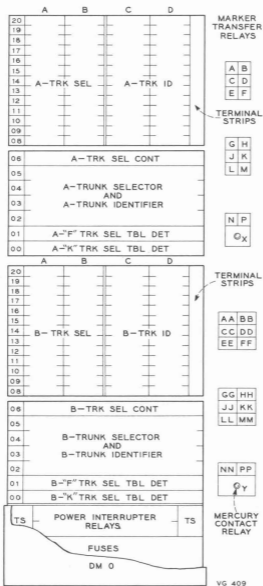 A B C D
MARKER
TRANSFER
RELAYS
20
19
18
17
16
15
14
13
12
11
10
09
08
A-TRK SEL
A-TRK ID
A B
C D
E F
TERMINAL
STRIPS
G H
J K
L M
06 A-TRK SEL CONT
05
04
03
02
A-TRUNK SELECTOR
AND
A-TRUNK IDENTIFIER
N P
X
01 A-"F" TRK SEL TBL DET
00 A-"K" TRK SEL TBL DET
A B C D
TERMINAL
STRIPS
20
19
18
17
16
15
14
13
12
11
10
09
08
B-TRK SEL
B-TRK ID
AA BB
CC DD
EE FF
GG HH
JJ KK
LL MM
06 B-TRK SEL CONT
05
04
03
02
B-TRUNK SELECTOR
AND
B-TRUNK IDENTIFIER
NN PP
Y
01 B-"F" TRK SEL TBL DET
00 B-"K" TRK SEL TBL DET
TS POWER INTERRUPTER
RELAYS TS
MERCURY
CONTACT
RELAY
FUSES
DM 0
VG 409